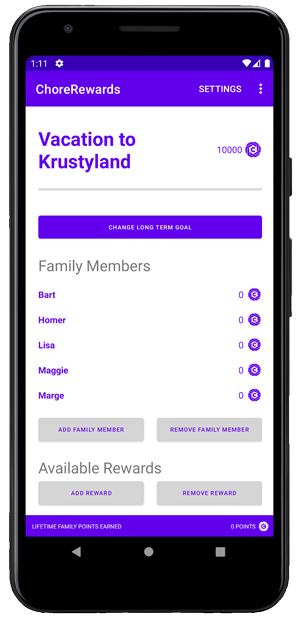 1:11
ChoreRewards SETTINGS
Vacation to
Krustyland
10000
CHANGE LONG TERM GOAL
Family Members
Bart 0
Homer 0
Lisa 0
Maggie 0
Marge 0
ADD FAMILY MEMBER REMOVE FAMILY MEMBER
Available Rewards
ADD REWARD REMOVE REWARD
LIFETIME FAMILY POINTS EARNED 0 POINTS